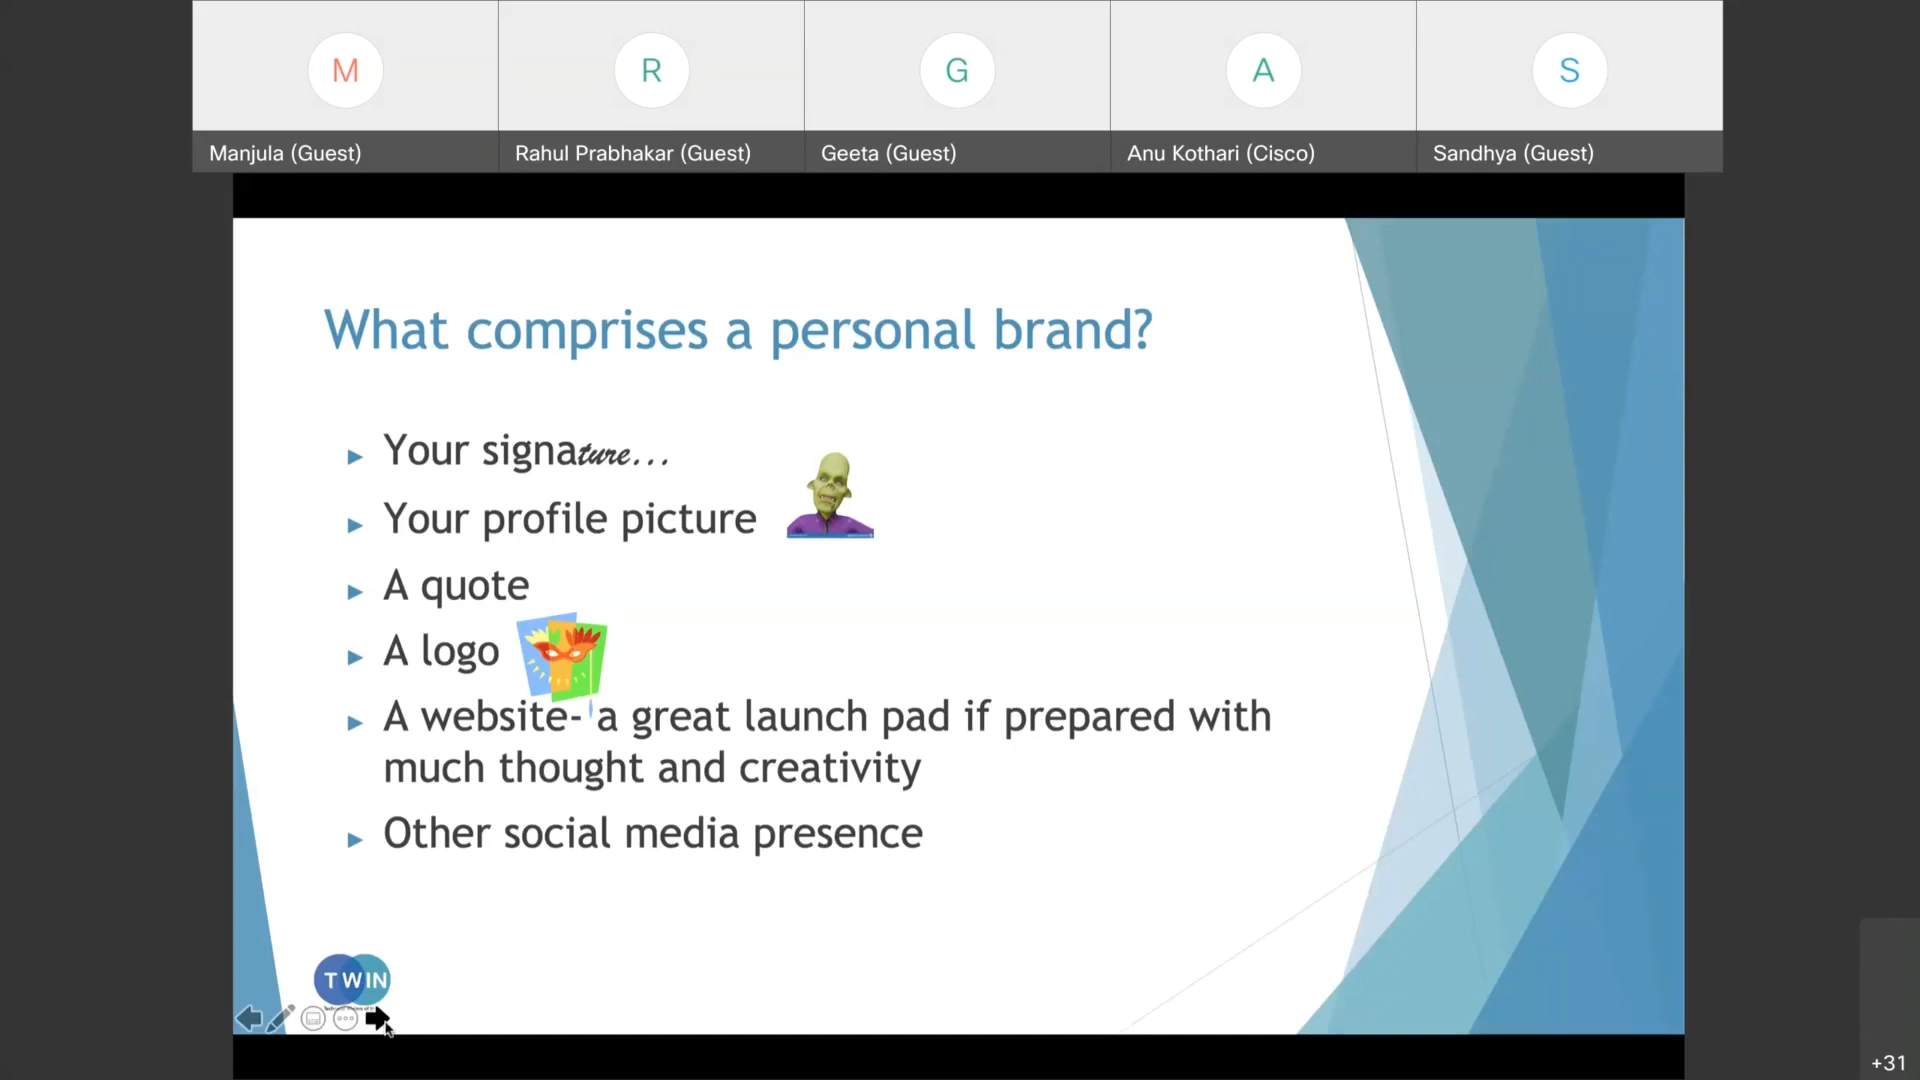 M
R
G
A
S
Manjula (Guest)
Rahul Prabhakar (Guest)
Geeta (Guest)
Anu Kothari (Cisco)
Sandhya (Guest)
What comprises a personal brand?
Your signature...
Your profile picture
A quote
A logo
A website- a great launch pad if prepared with
much thought and creativity
Other social media presence
TWIN
+31